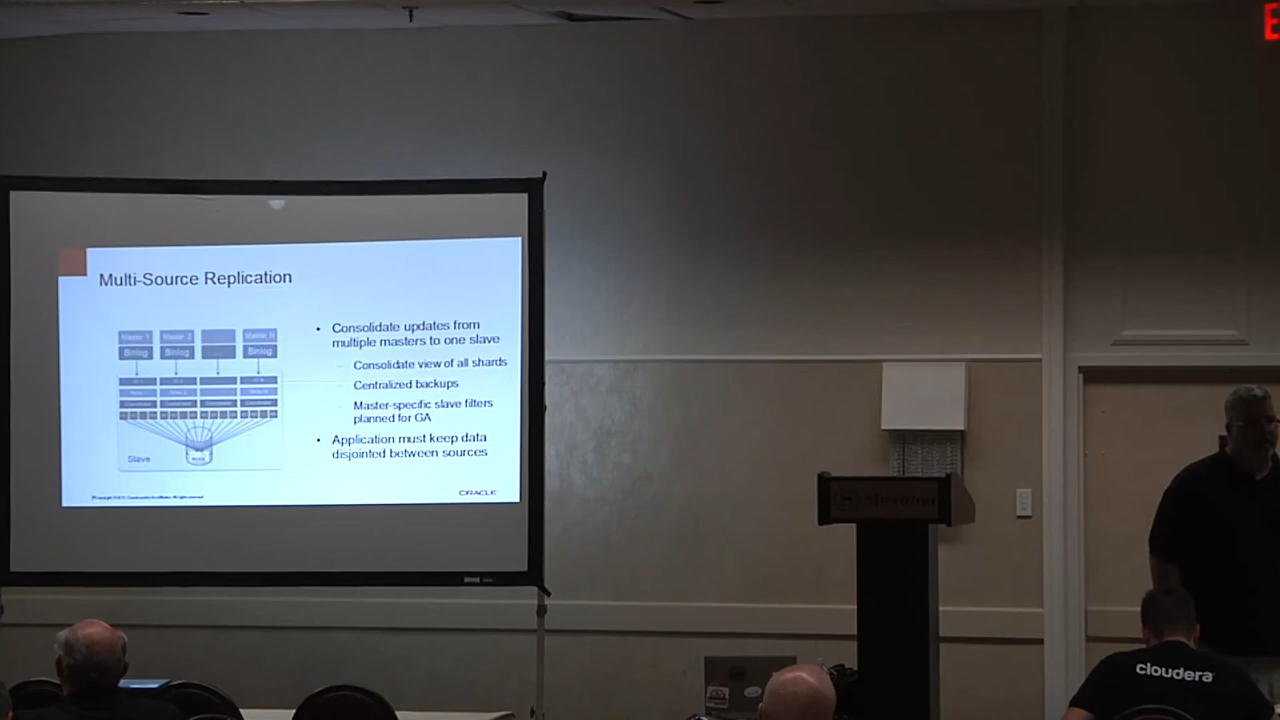 E
Multi-Source Replication
Master 1
Master 2
Master N
Binlog
Binlog
Binlog
Slave
• Consolidate updates from
multiple masters to one slave
– Consolidate view of all shards
– Centralized backups
– Master-specific slave filters
planned for GA
• Application must keep data
disjointed between sources
ORACLE
Sheraton
cloudera